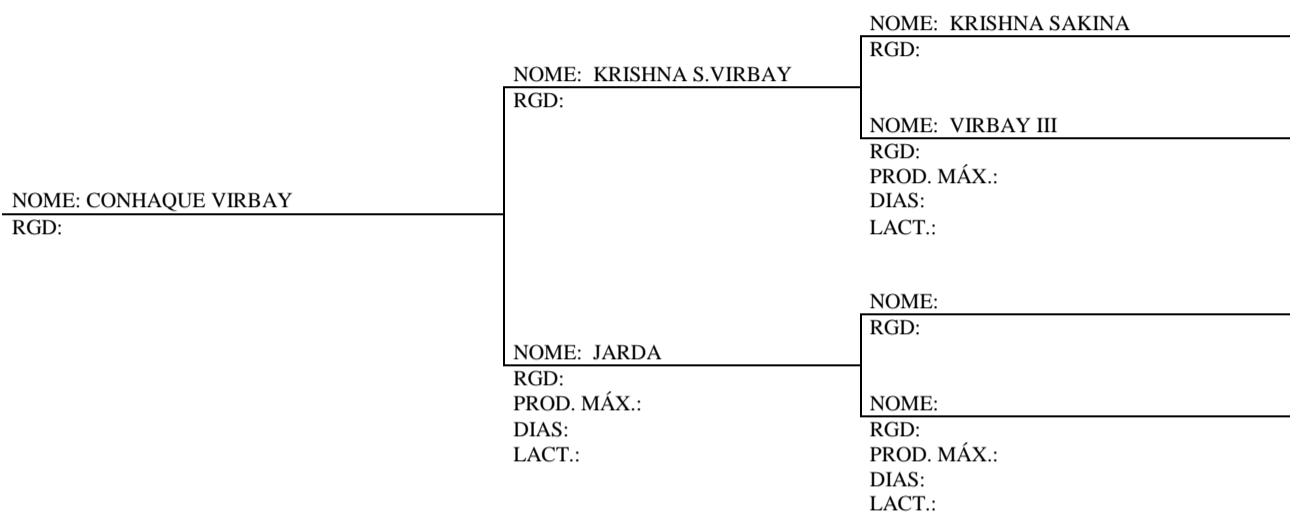 NOME: KRISHNA SAKINA
RGD:
NOME: KRISHNA S.VIRBAY
RGD:
NOME: VIRBAY III
RGD:
PROD. MÁX.:
DIAS:
LACT.:
NOME: CONHAQUE VIRBAY
RGD:
NOME:
RGD:
NOME: JARDA
RGD:
PROD. MÁX.:
DIAS:
LACT.:
NOME:
RGD:
PROD. MÁX.:
DIAS:
LACT.: